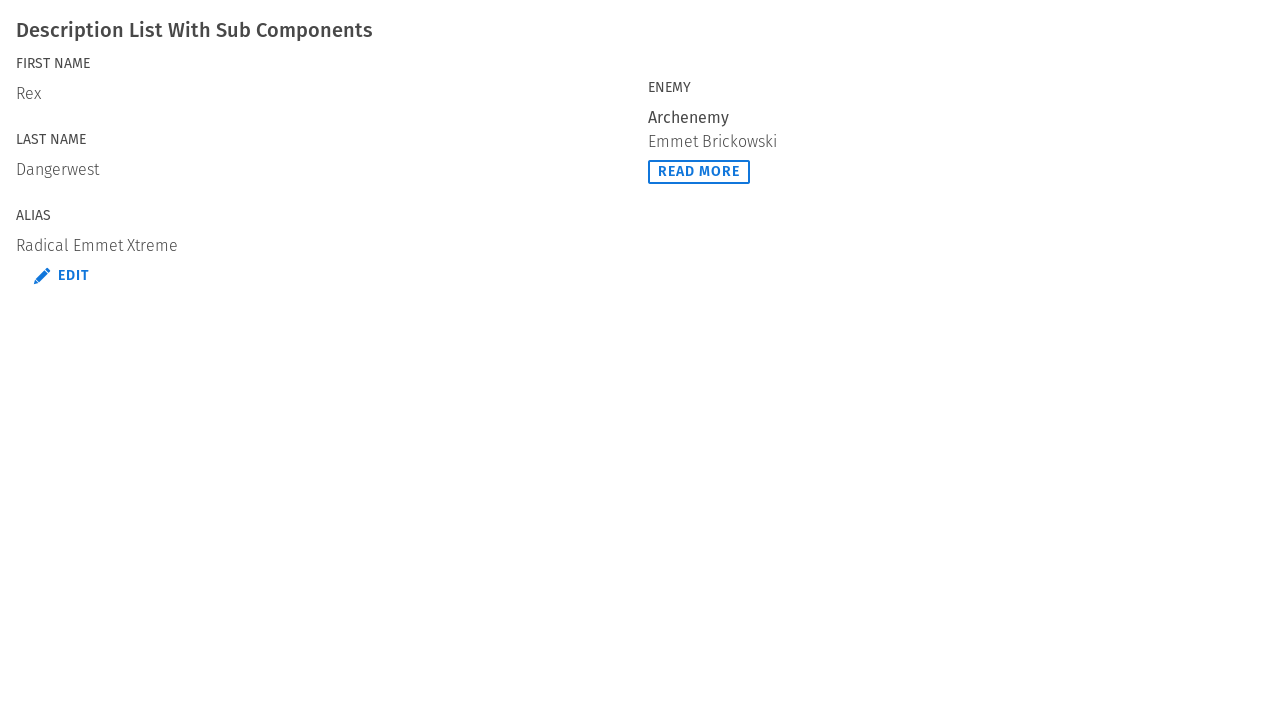 Description List With Sub Components
FIRST NAME
Rex
LAST NAME
Dangerwest
ALIAS
Radical Emmet Xtreme
EDIT
ENEMY
Archenemy
Emmet Brickowski
READ MORE